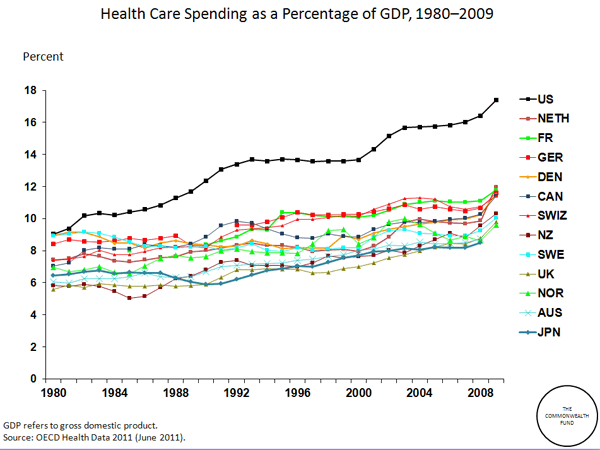 Health Care Spending as a Percentage of GDP, 1980–2009
Percent
18
16
14
12
10
8
6
4
2
0
1980
1984
1988
1992
1996
2000
2004
2008
US
NETH
FR
GER
DEN
CAN
SWIZ
NZ
SWE
UK
NOR
AUS
JPN
GDP refers to gross domestic product.
Source: OECD Health Data 2011 (June 2011).
THE
COMMONWEALTH
FUND